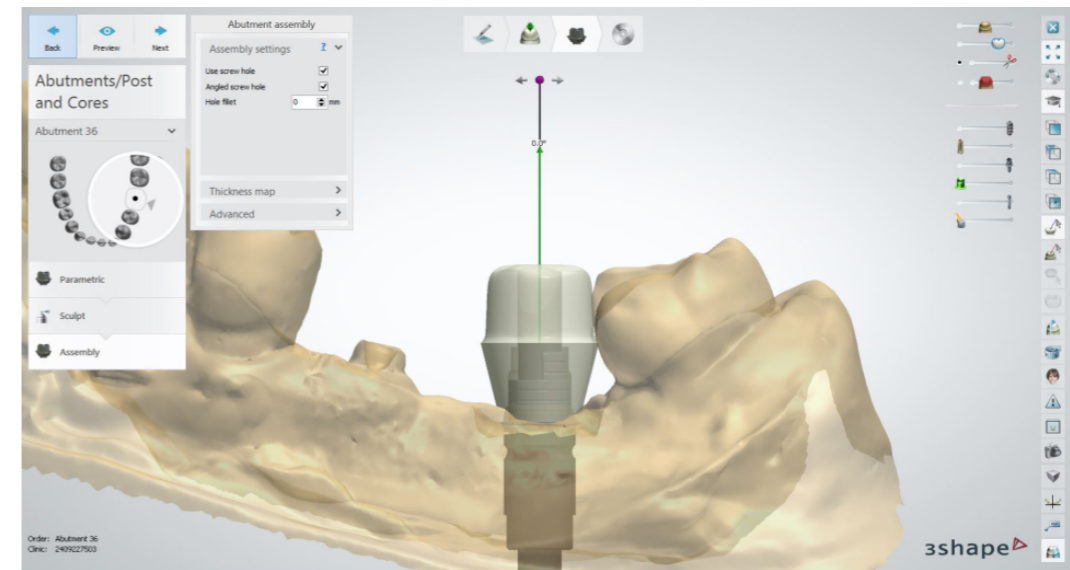 Back
Preview
Next
Abutments/Post
and Cores
Abutment 36
Parametric
Sculpt
Assembly
Abutment assembly
Assembly settings ?
Use screw hole
Angled screw hole
Hole fillet 0 mm
Thickness map
Advanced
0.0°
Order: Abutment 36
Clinic: 2409227503
3shape